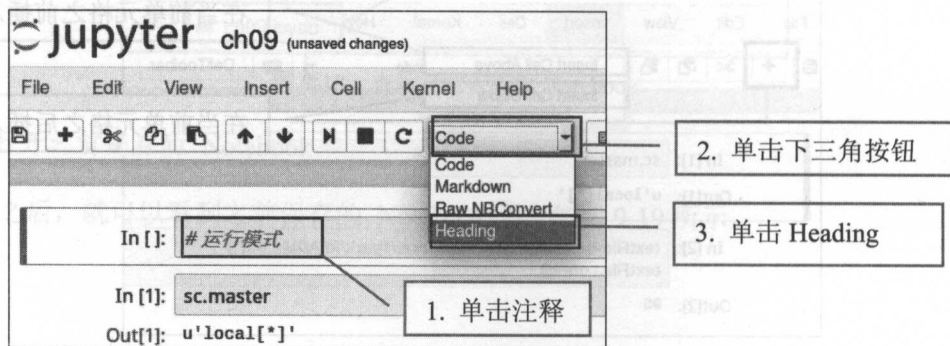 jupyter ch09 (unsaved changes)
File Edit View Insert Cell Kernel Help
Code
Code
Markdown
Raw NBConvert
Heading
2. 单击下三角按钮
3. 单击 Heading
In [ ]: # 运行模式
In [1]: sc.master
1. 单击注释
Out[1]: u'local[*]'